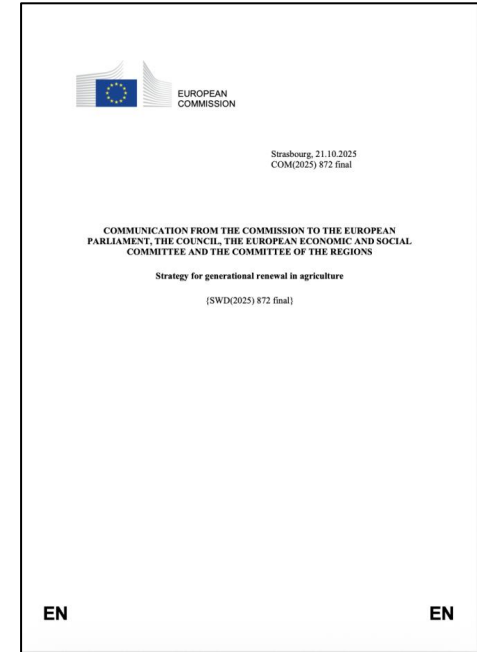 EUROPEAN
COMMISSION
Strasbourg, 21.10.2025
COM(2025) 872 final
COMMUNICATION FROM THE COMMISSION TO THE EUROPEAN
PARLIAMENT, THE COUNCIL, THE EUROPEAN ECONOMIC AND SOCIAL
COMMITTEE AND THE COMMITTEE OF THE REGIONS
Strategy for generational renewal in agriculture
{SWD(2025) 872 final}
EN
EN